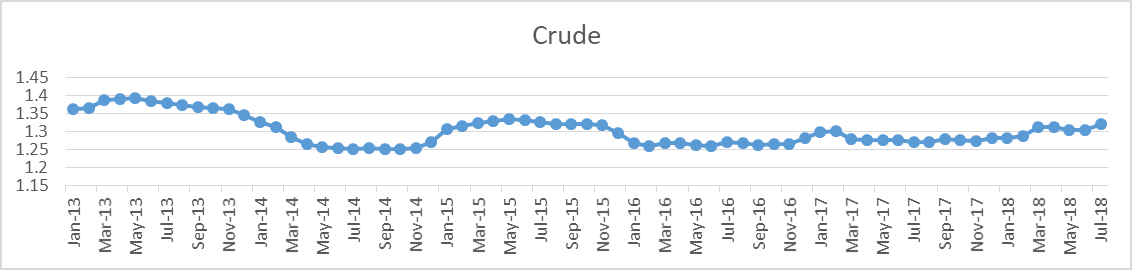 Crude
1.45
1.4
1.35
1.3
1.25
1.2
1.15
Jan-13
Mar-13
May-13
Jul-13
Sep-13
Nov-13
Jan-14
Mar-14
May-14
Jul-14
Sep-14
Nov-14
Jan-15
Mar-15
May-15
Jul-15
Sep-15
Nov-15
Jan-16
Mar-16
May-16
Jul-16
Sep-16
Nov-16
Jan-17
Mar-17
May-17
Jul-17
Sep-17
Nov-17
Jan-18
Mar-18
May-18
Jul-18